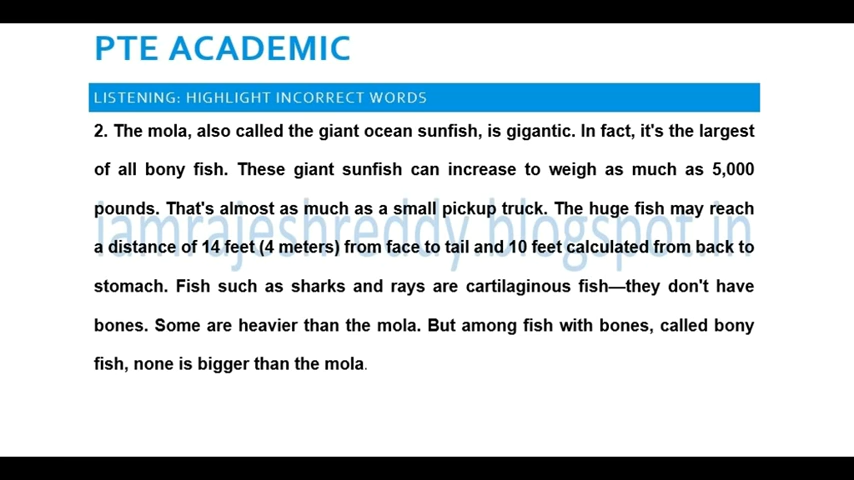 PTE ACADEMIC
LISTENING: HIGHLIGHT INCORRECT WORDS
2. The mola, also called the giant ocean sunfish, is gigantic. In fact, it's the largest
of all bony fish. These giant sunfish can increase to weigh as much as 5,000
pounds. That's almost as much as a small pickup truck. The huge fish may reach
iamrajeshreddy.blogspot.in
a distance of 14 feet (4 meters) from face to tail and 10 feet calculated from back to
stomach. Fish such as sharks and rays are cartilaginous fish—they don't have
bones. Some are heavier than the mola. But among fish with bones, called bony
fish, none is bigger than the mola.